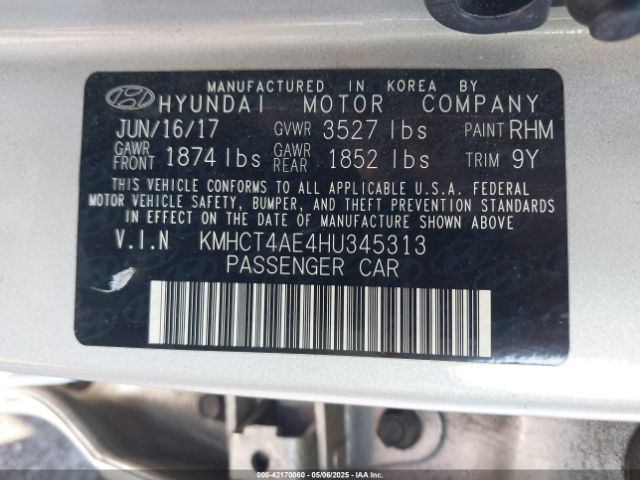 MANUFACTURED IN KOREA BY
HYUNDAI MOTOR COMPANY
JUN/16/17 GVWR 3527 lbs PAINT RHM
GAWR FRONT 1874 lbs GAWR REAR 1852 lbs TRIM 9Y
THIS VEHICLE CONFORMS TO ALL APPLICABLE U.S.A. FEDERAL
MOTOR VEHICLE SAFETY, BUMPER, AND THEFT PREVENTION STANDARDS
IN EFFECT ON THE DATE OF MANUFACTURE SHOWN ABOVE.
V.I.N KMHCT4AE4HU345313
PASSENGER CAR
000-42170060 - 05/06/2025 - IAAI.COM